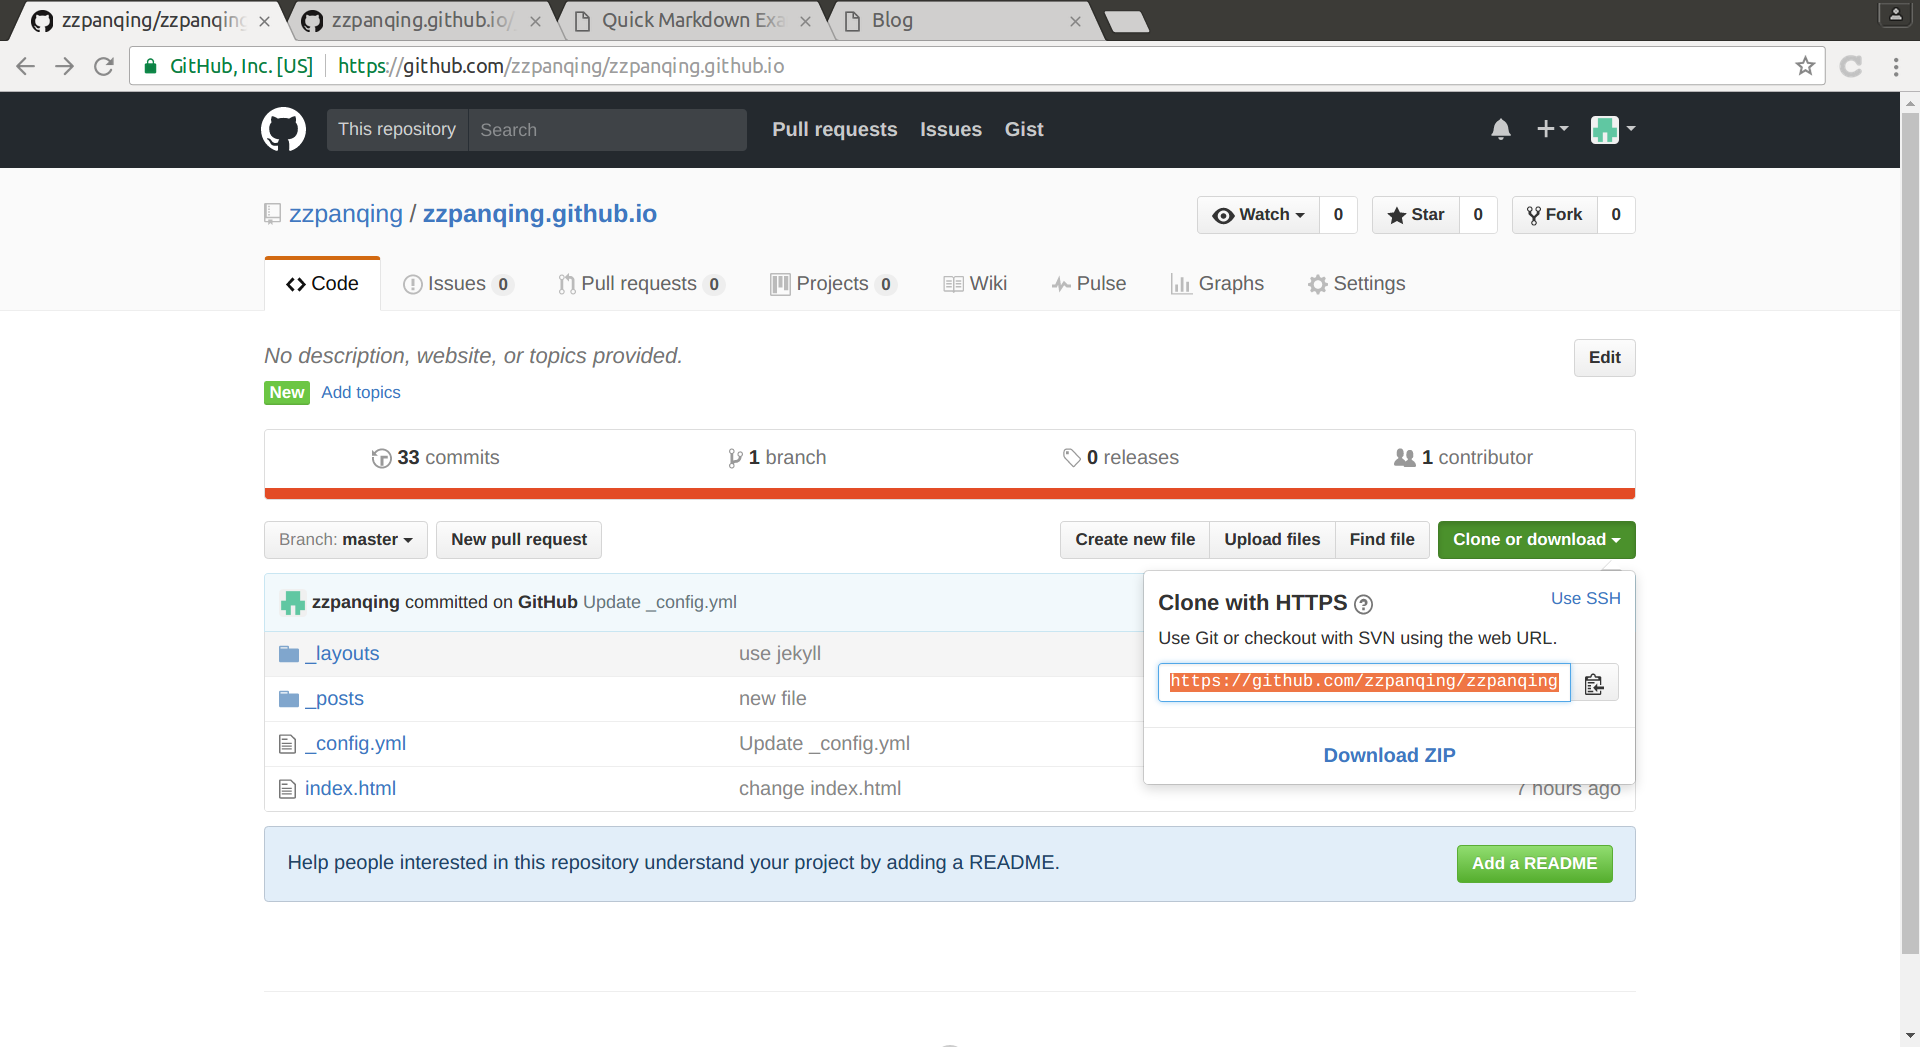 zzpanqing/zzpanqing
zzpanqing.github.io/
Quick Markdown Exa
Blog
GitHub, Inc. [US]
https://github.com/zzpanqing/zzpanqing.github.io
This repository
Search
Pull requests
Issues
Gist
zzpanqing / zzpanqing.github.io
Watch
0
Star
0
Fork
0
Code
Issues 0
Pull requests 0
Projects 0
Wiki
Pulse
Graphs
Settings
No description, website, or topics provided.
Edit
New
Add topics
33 commits
1 branch
0 releases
1 contributor
Branch: master
New pull request
Create new file
Upload files
Find file
Clone or download
zzpanqing committed on GitHub Update _config.yml
_layouts
use jekyll
_posts
new file
_config.yml
Update _config.yml
index.html
change index.html
7 hours ago
Clone with HTTPS
Use SSH
Use Git or checkout with SVN using the web URL.
https://github.com/zzpanqing/zzpanqing
Download ZIP
Help people interested in this repository understand your project by adding a README.
Add a README